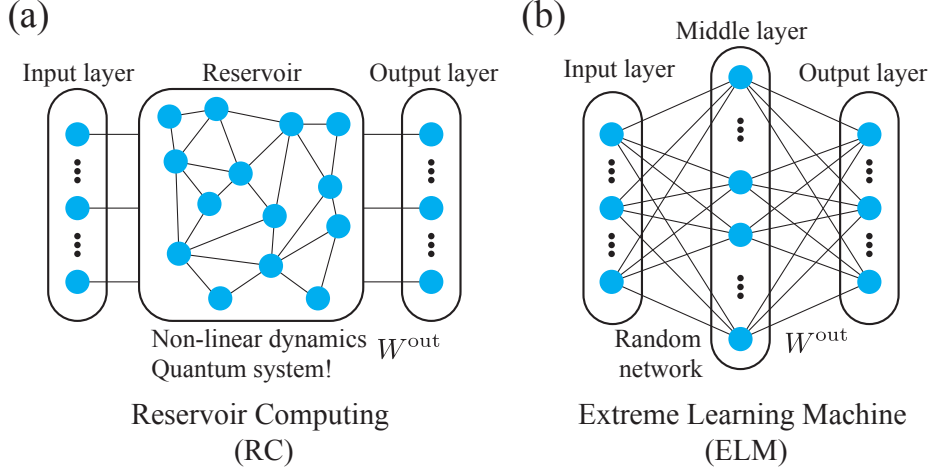 (a)
Input layer
Reservoir
Output layer
Non-linear dynamics
Quantum system!
W^out
Reservoir Computing
(RC)
(b)
Middle layer
Input layer
Output layer
Random
network
W^out
Extreme Learning Machine
(ELM)